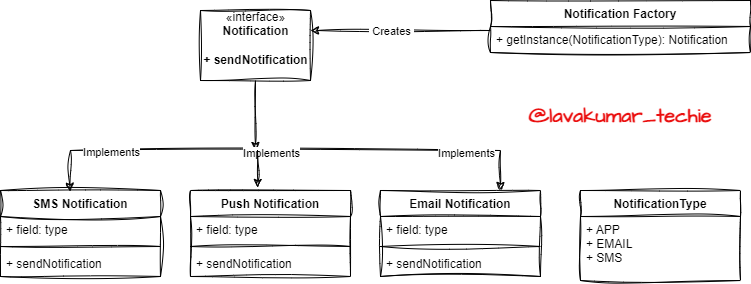 «interface»
Notification
+ sendNotification
Creates
Notification Factory
+ getInstance(NotificationType): Notification
@lavakumar_techie
Implements
Implements
Implements
SMS Notification
+ field: type
+ sendNotification
Push Notification
+ field: type
+ sendNotification
Email Notification
+ field: type
+ sendNotification
NotificationType
+ APP
+ EMAIL
+ SMS